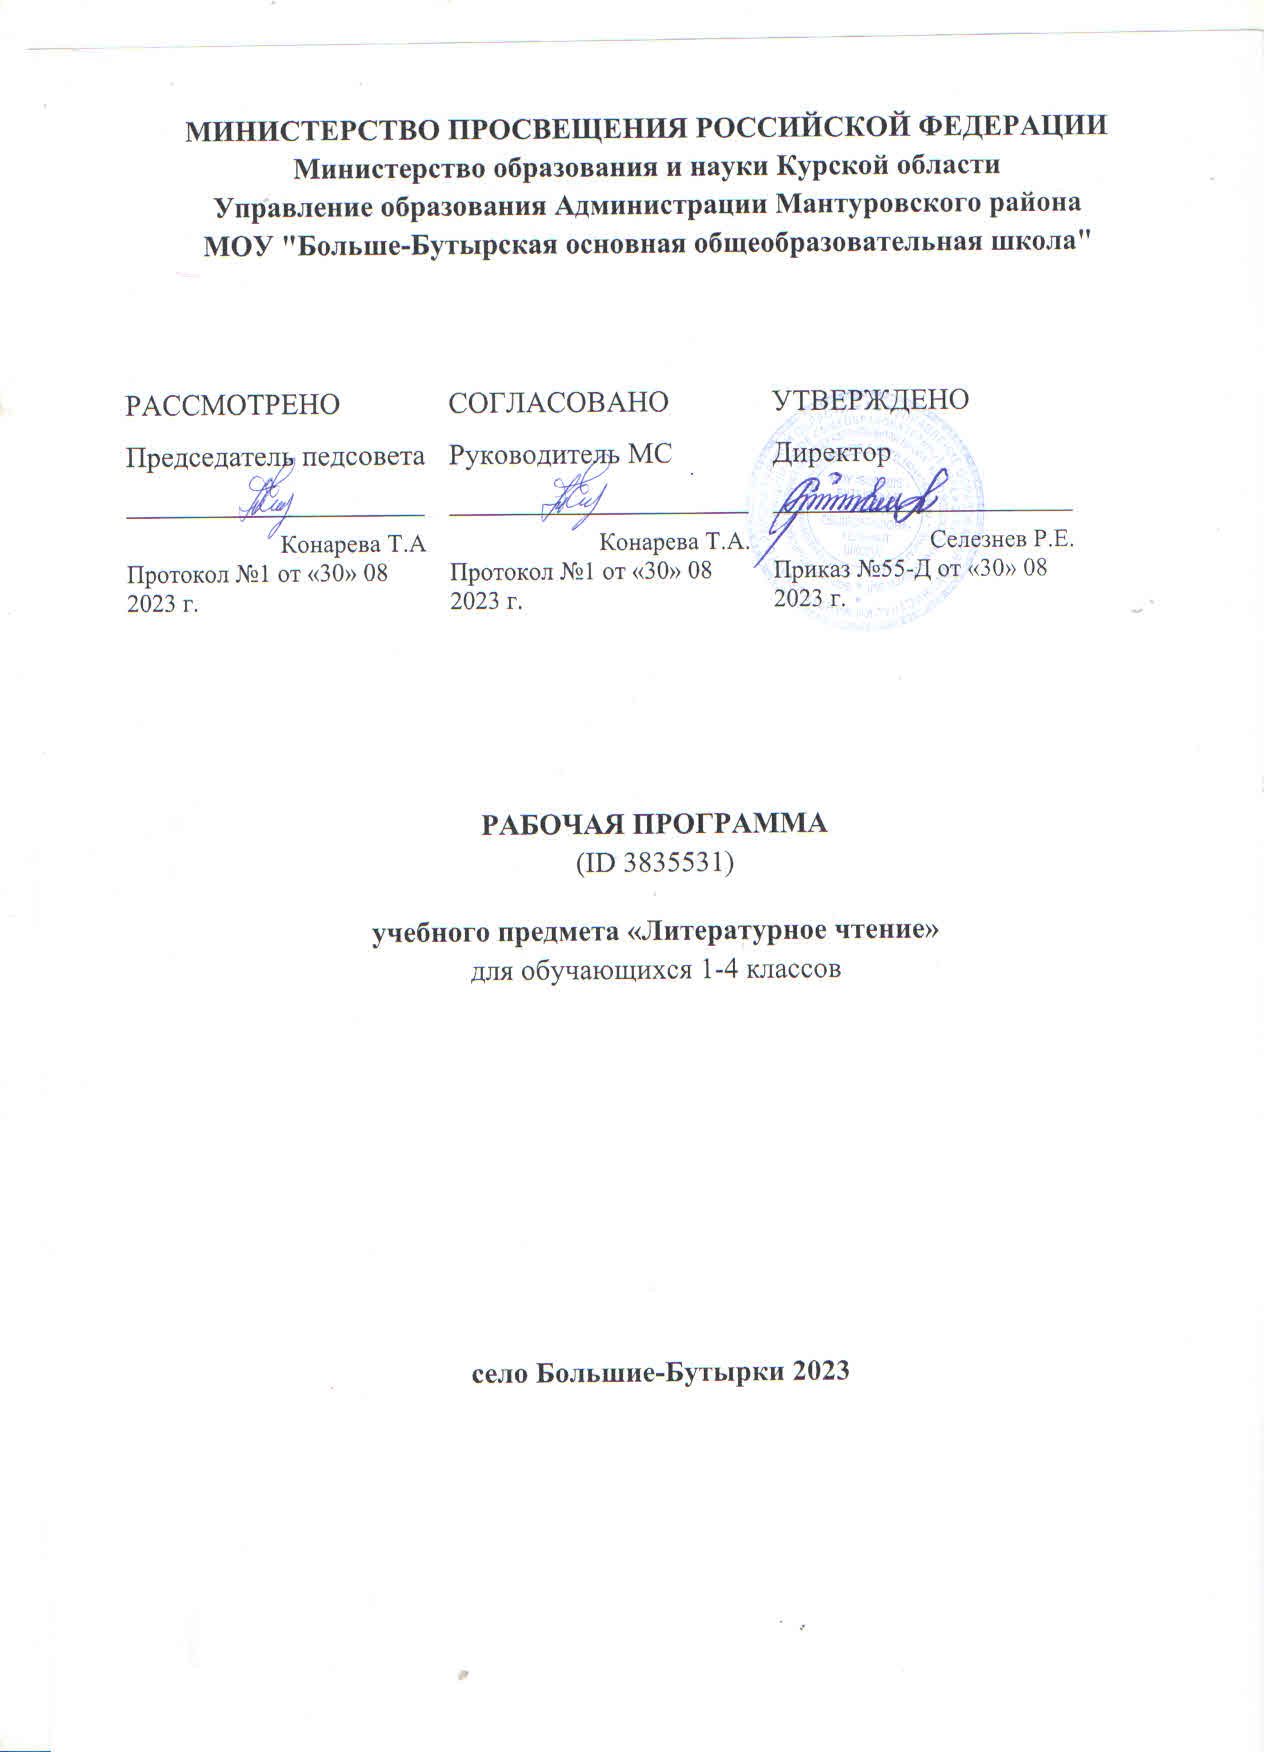 МИНИСТЕРСТВО ПРОСВЕЩЕНИЯ РОССИЙСКОЙ ФЕДЕРАЦИИ
Министерство образования и науки Курской области
Управление образования Администрации Мантуровского района
МОУ "Больше-Бутырская основная общеобразовательная школа"
РАССМОТРЕНО
Председатель педсовета
Конарева Т.А
Протокол №1 от «30» 08
2023 г.
СОГЛАСОВАНО
Руководитель МС
Конарева Т.А.
Протокол №1 от «30» 08
2023 г.
УТВЕРЖДЕНО
Директор
Селезнев Р.Е.
Приказ №55-Д от «30» 08
2023 г.
РАБОЧАЯ ПРОГРАММА
(ID 3835531)
учебного предмета «Литературное чтение»
для обучающихся 1-4 классов
село Большие-Бутырки 2023